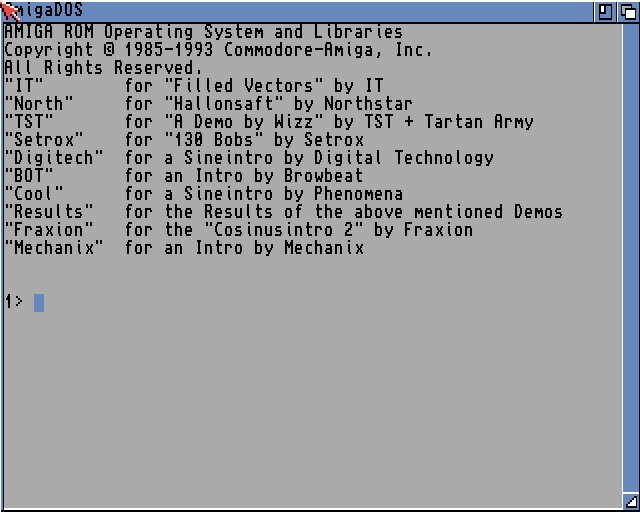 AmigaDOS
AMIGA ROM Operating System and Libraries
Copyright © 1985-1993 Commodore-Amiga, Inc.
All Rights Reserved.
"IT" for "Filled Vectors" by IT
"North" for "Hallonsaft" by Northstar
"TST" for "A Demo by Wizz" by TST + Tartan Army
"Setrox" for "130 Bobs" by Setrox
"Digitech" for a Sineintro by Digital Technology
"BOT" for an Intro by Browbeat
"Cool" for a Sineintro by Phenomena
"Results" for the Results of the above mentioned Demos
"Fraxion" for the "Cosinusintro 2" by Fraxion
"Mechanix" for an Intro by Mechanix
1>